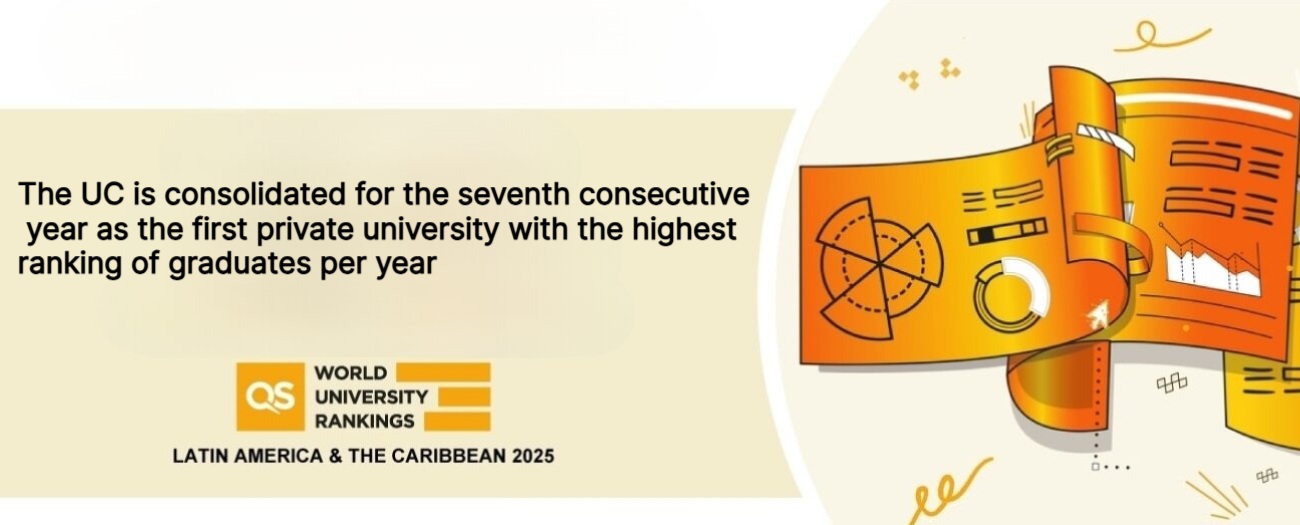 The UC is consolidated for the seventh consecutive
year as the first private university with the highest
ranking of graduates per year
QS
WORLD
UNIVERSITY
RANKINGS
LATIN AMERICA & THE CARIBBEAN 2025